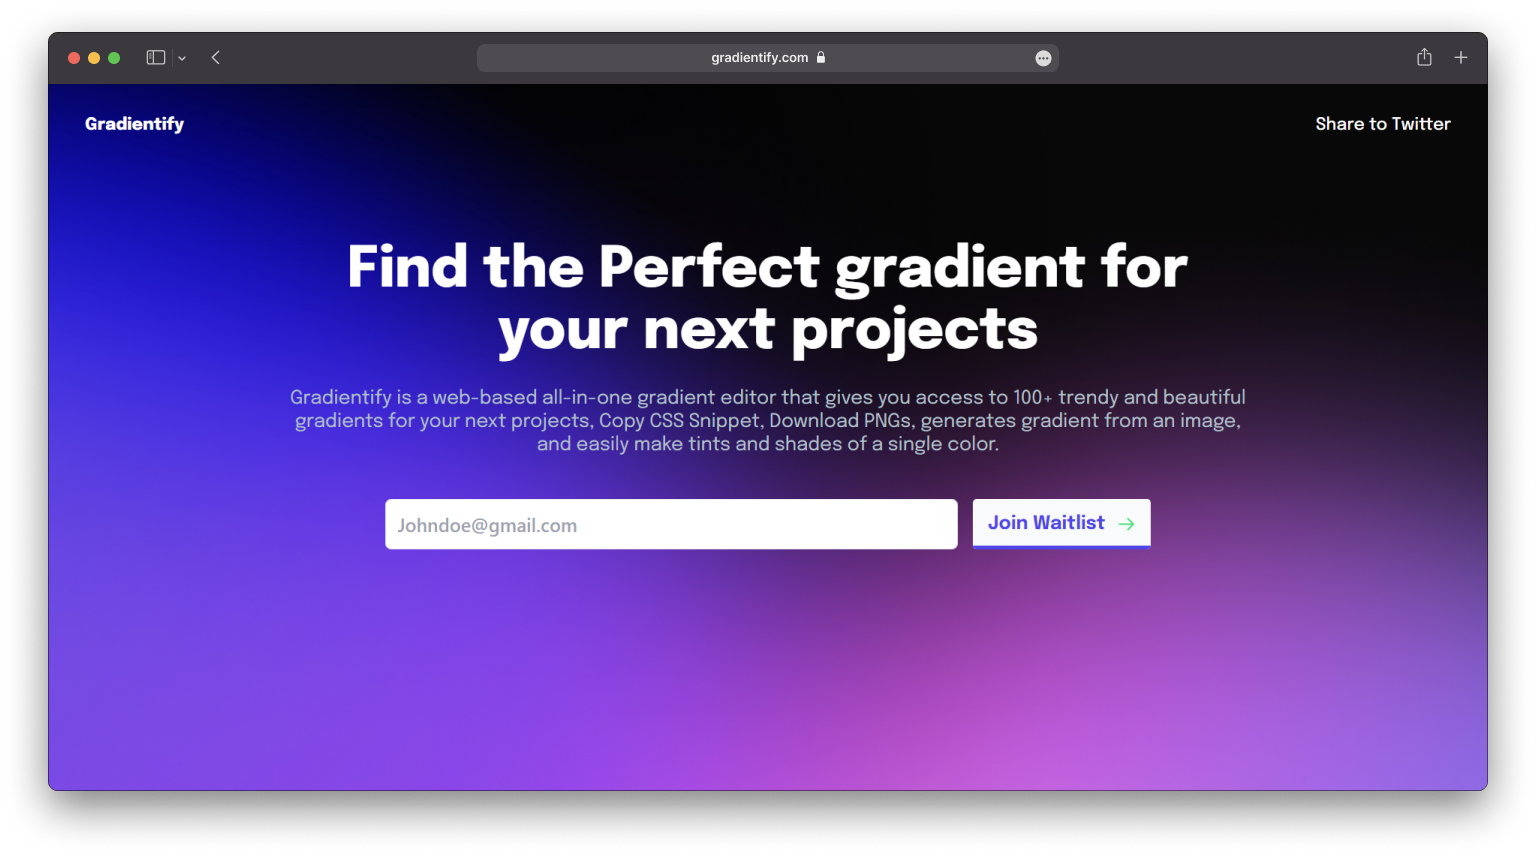 gradientify.com
Gradientify
Share to Twitter
Find the Perfect gradient for
your next projects
Gradientify is a web-based all-in-one gradient editor that gives you access to 100+ trendy and beautiful
gradients for your next projects, Copy CSS Snippet, Download PNGs, generates gradient from an image,
and easily make tints and shades of a single color.
Johndoe@gmail.com
Join Waitlist →